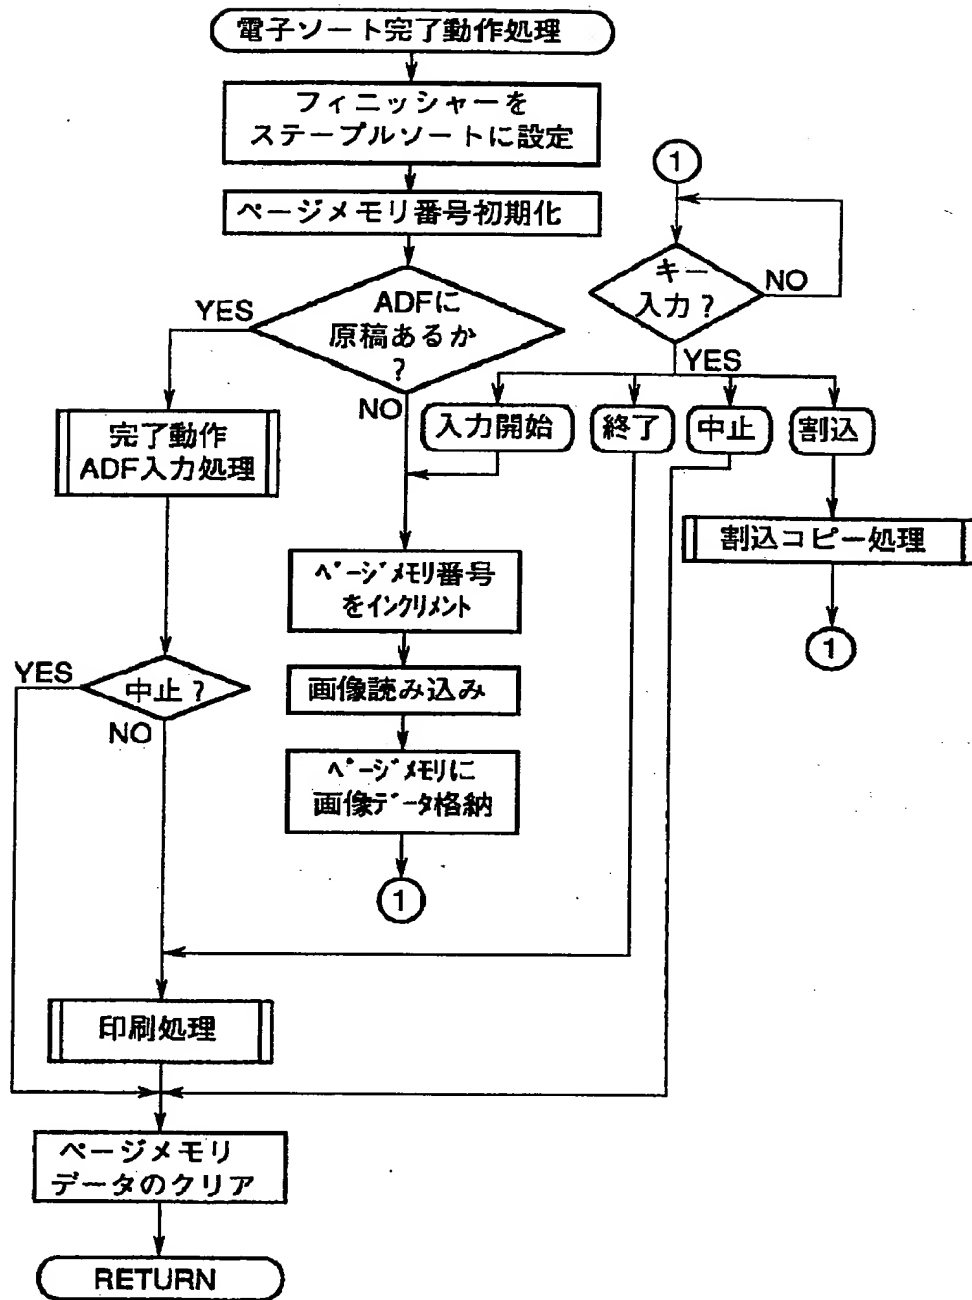 電子ソート完了動作処理
フィニッシャーを
ステープルソートに設定
ページメモリ番号初期化
ADFに
原稿あるか
?
YES
NO
完了動作
ADF入力処理
中止?
YES
NO
ページメモリ番号
をインクリメント
画像読み込み
ページメモリに
画像データ格納
1
1
キー
入力?
NO
YES
入力開始
終了
中止
割込
割込コピー処理
1
印刷処理
ページメモリ
データのクリア
RETURN